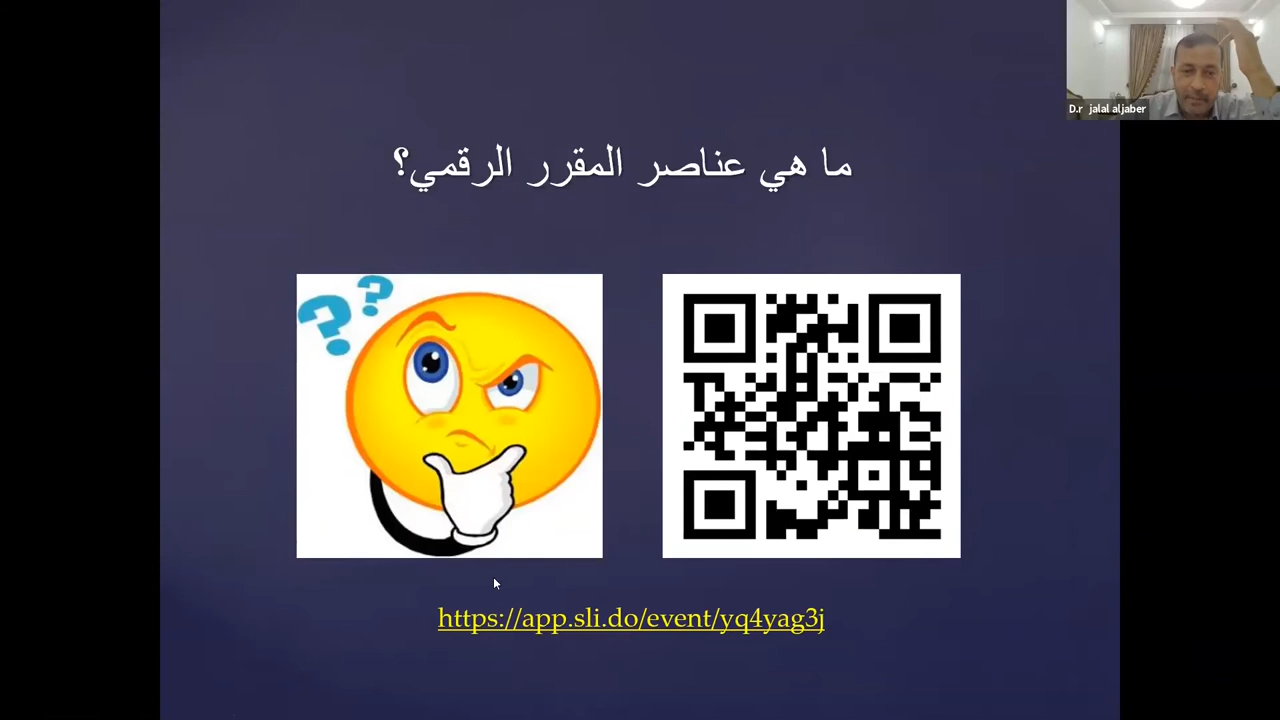 D.r jalal aljaber
ما هي عناصر المقرر الرقمي؟
? ?
https://app.sli.do/event/yq4yag3j